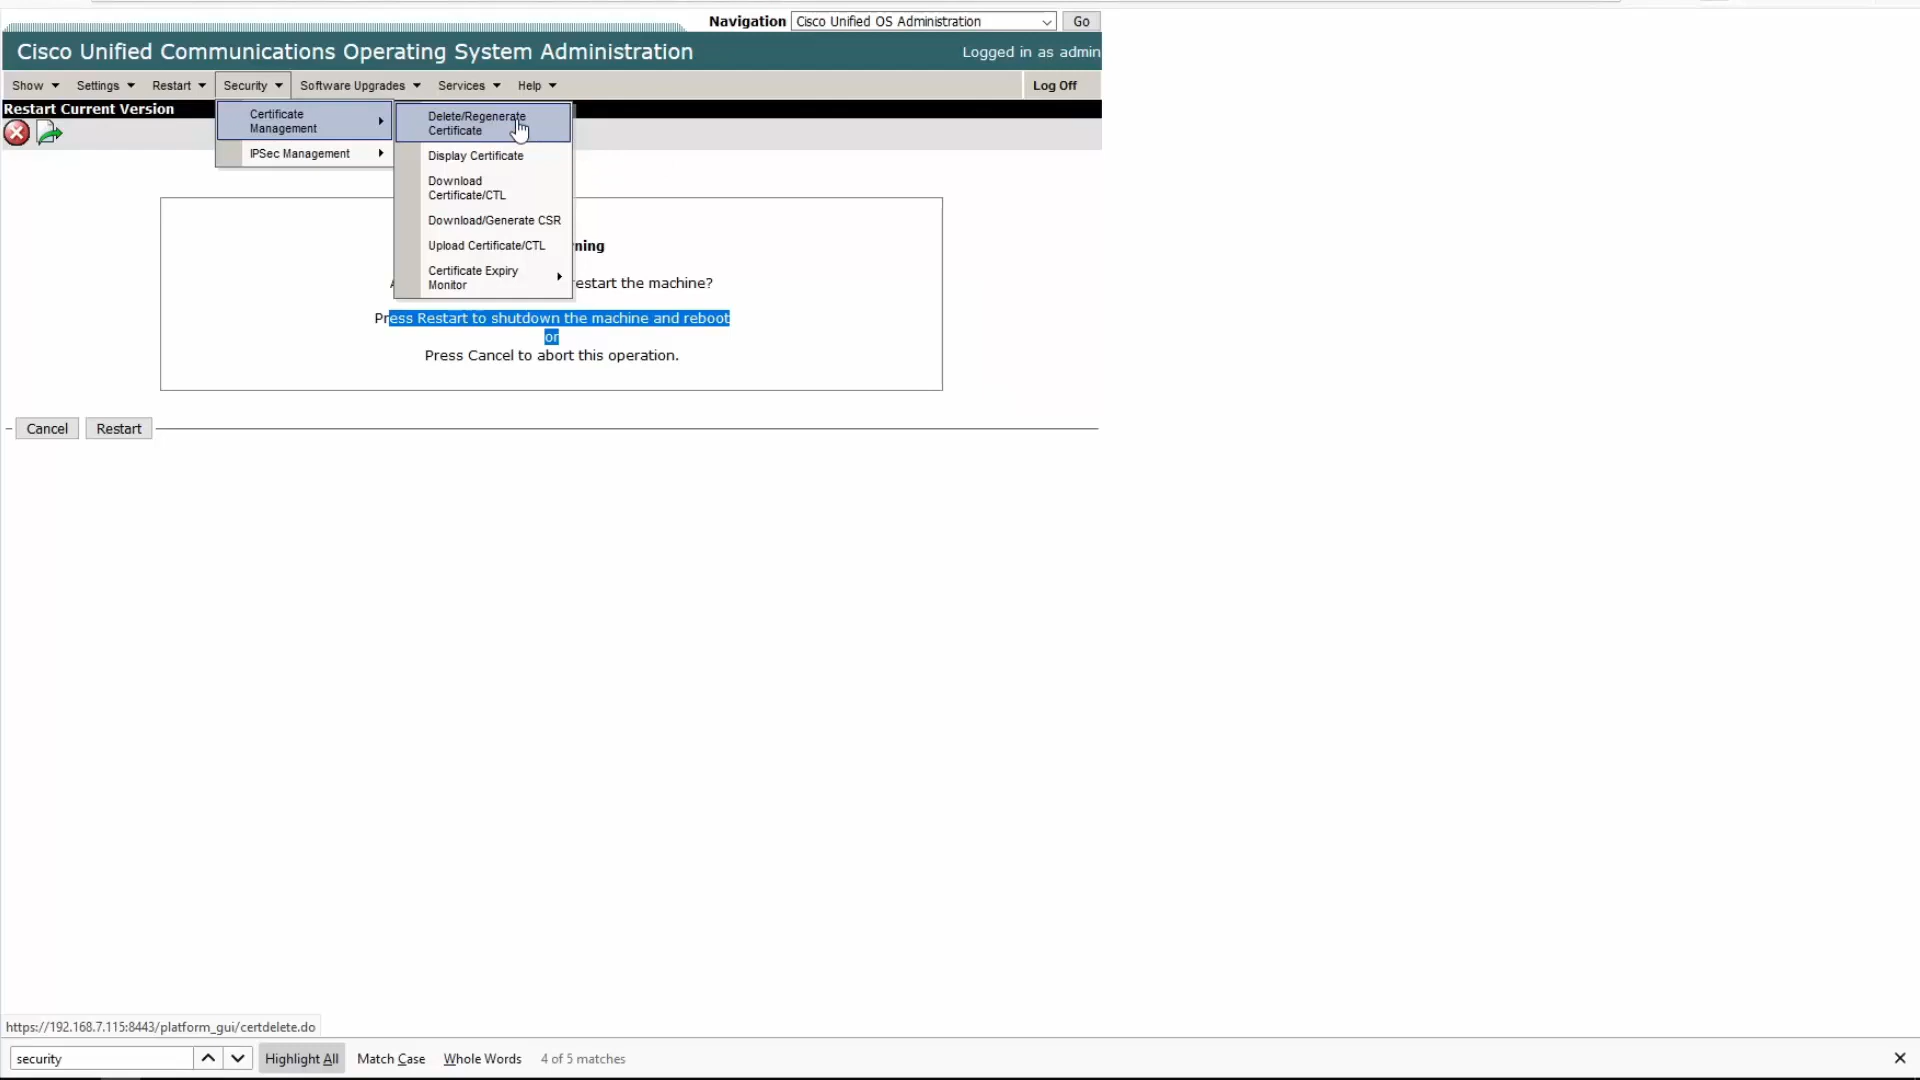 Navigation Cisco Unified OS Administration Go
Cisco Unified Communications Operating System Administration
Logged in as admin
Show Settings Restart Security Software Upgrades Services Help Log Off
Restart Current Version
Certificate
Management
IPSec Management
Delete/Regenerate
Certificate
Display Certificate
Download
Certificate/CTL
Download/Generate CSR
Upload Certificate/CTL
Certificate Expiry
Monitor
restart the machine?
Press Restart to shutdown the machine and reboot
or
Press Cancel to abort this operation.
Cancel Restart
https://192.168.7.115:8443/platform_gui/certdelete.do
security Highlight All Match Case Whole Words 4 of 5 matches